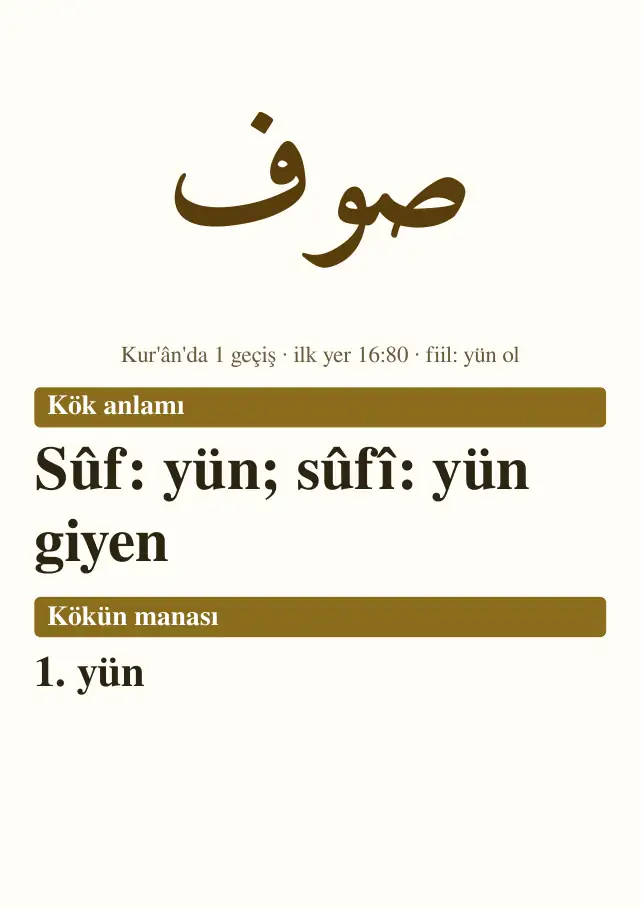 صوف
Kur'ân'da 1 geçiş · ilk yer 16:80 · fiil: yün ol
Kök anlamı
Sûf: yün; sûfî: yün
giyen
Kökün manası
1. yün